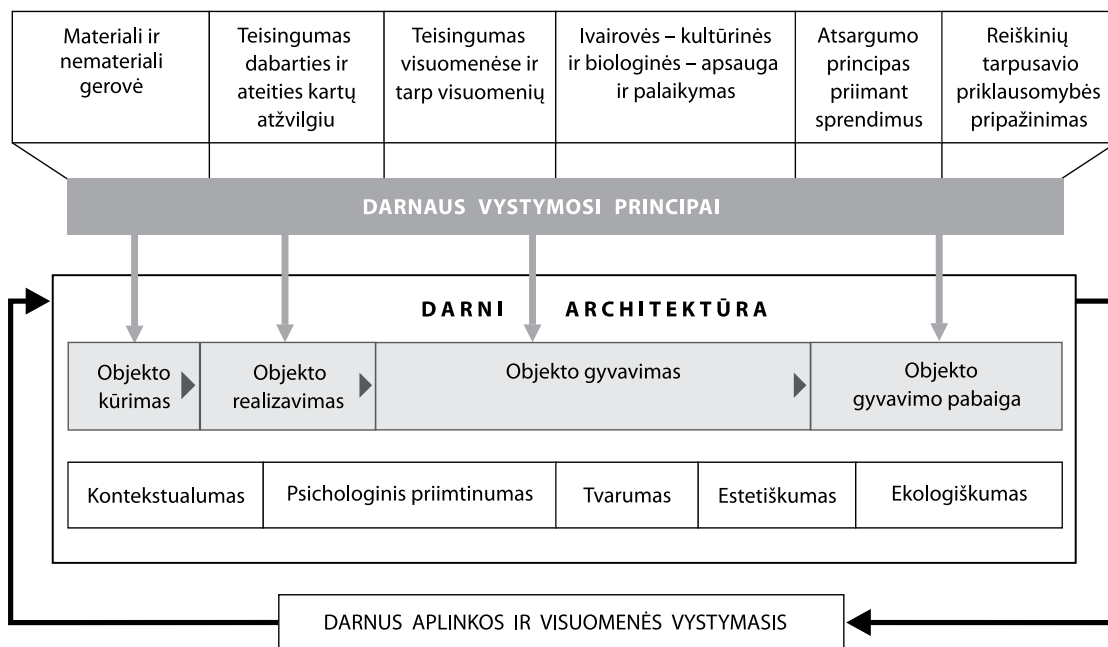 Materiali ir
nemateriali
gerovė
Teisingumas
dabarties ir
ateities kartų
atžvilgiu
Teisingumas
visuomenėse ir
tarp visuomenių
Ivairovės – kultūrinės
ir biologinės – apsauga
ir palaikymas
Atsargumo
principas
priimant
sprendimus
Reiškinių
tarpusavio
priklausomybės
pripažinimas
DARNAUS VYSTYMOSI PRINCIPAI
DARNI ARCHITEKTŪRA
Objekto
kūrimas
Objekto
realizavimas
Objekto gyvavimas
Objekto
gyvavimo pabaiga
Kontekstualumas
Psichologinis priimtinumas
Tvarumas
Estetiškumas
Ekologiškumas
DARNUS APLINKOS IR VISUOMENĖS VYSTYMASIS